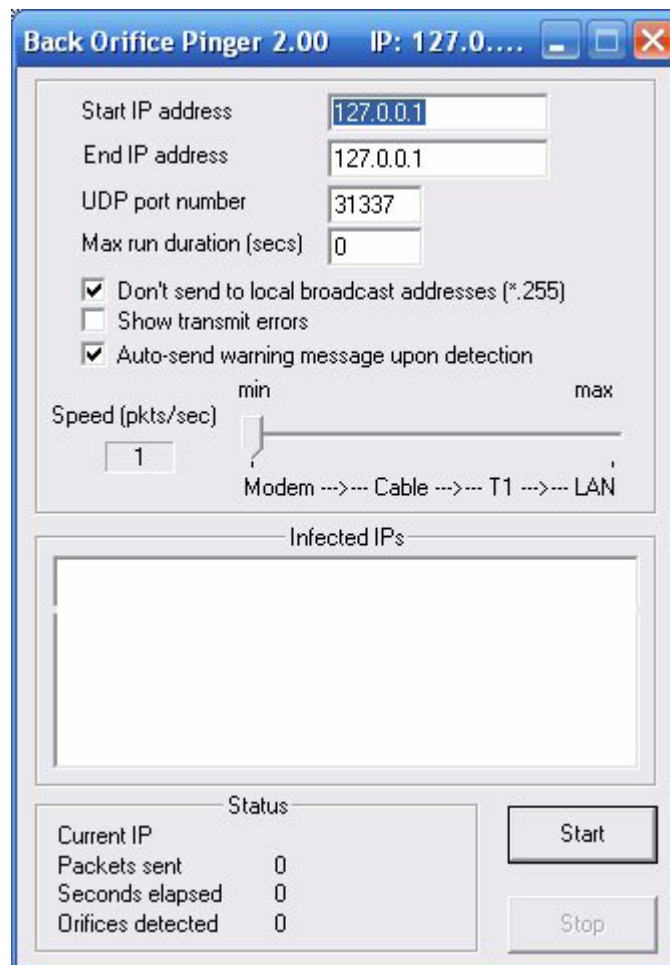 Back Orifice Pinger 2.00 IP: 127.0....
Start IP address 127.0.0.1
End IP address 127.0.0.1
UDP port number 31337
Max run duration (secs) 0
Don't send to local broadcast addresses (*.255)
Show transmit errors
Auto-send warning message upon detection
min max
Speed (pkts/sec)
1
Modem --->--- Cable --->--- T1 --->--- LAN
Infected IPs
Status
Current IP
Packets sent 0
Seconds elapsed 0
Orifices detected 0
Start
Stop